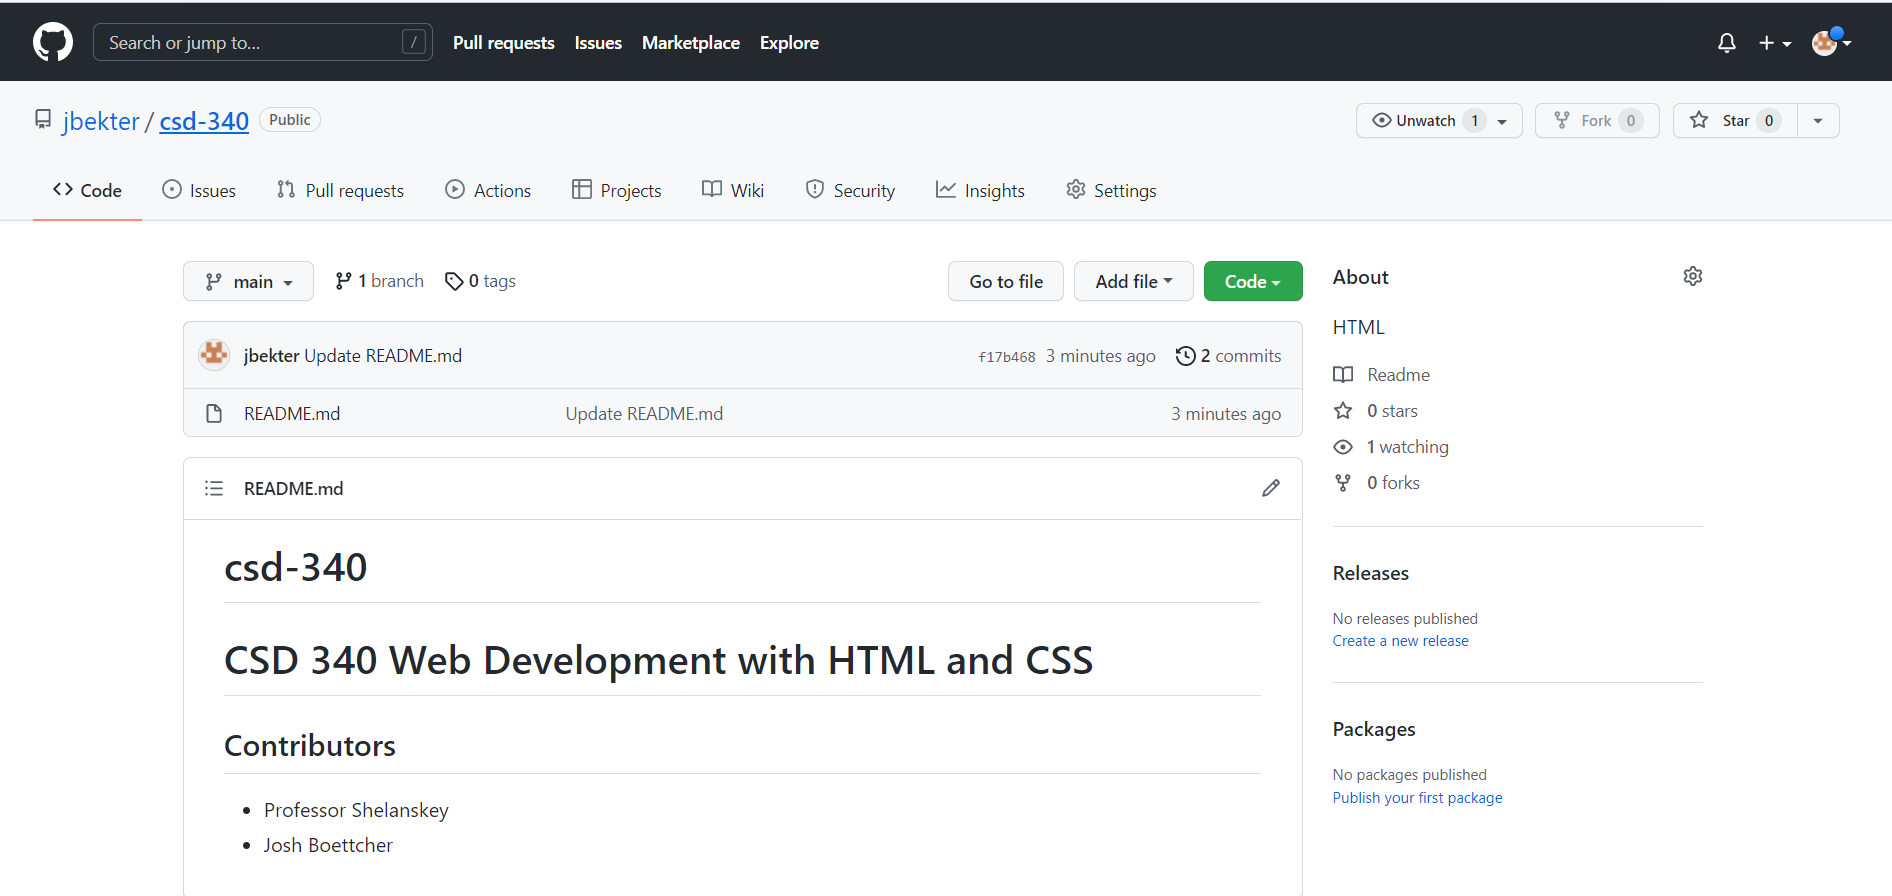 Search or jump to... /
Pull requests Issues Marketplace Explore
jbekter / csd-340 Public
Unwatch 1 Fork 0 Star 0
Code Issues Pull requests Actions Projects Wiki Security Insights Settings
main 1 branch 0 tags
Go to file Add file Code
jbekter Update README.md f17b468 3 minutes ago 2 commits
README.md Update README.md 3 minutes ago
README.md
csd-340
CSD 340 Web Development with HTML and CSS
Contributors
Professor Shelanskey
Josh Boettcher
About
HTML
Readme
0 stars
1 watching
0 forks
Releases
No releases published
Create a new release
Packages
No packages published
Publish your first package